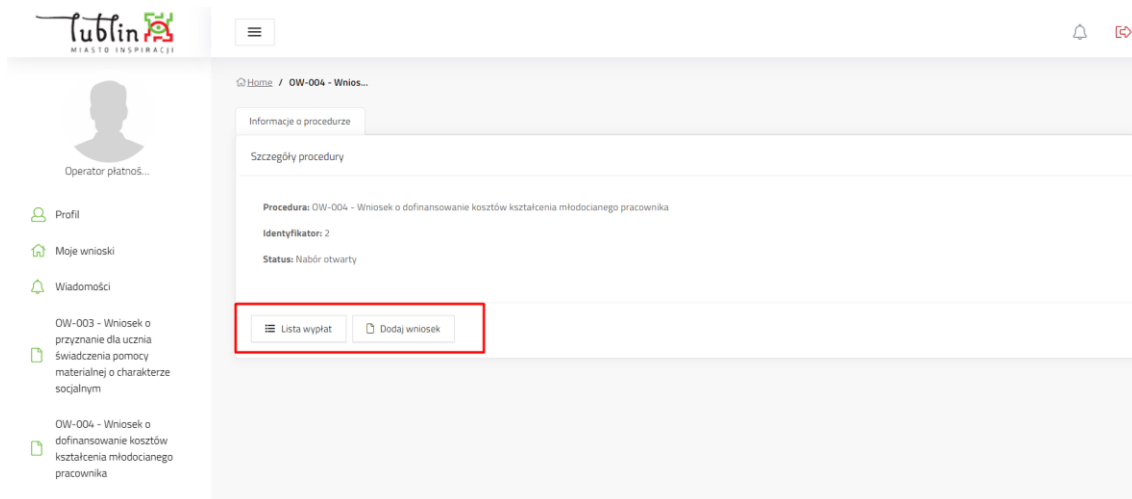 lublin
MIASTO INSPIRACJI
Home / OW-004 - Wnios...
Informacje o procedurze
Szczegóły procedury
Operator płatnoś...
Procedura: OW-004 - Wniosek o dofinansowanie kosztów kształcenia młodocianego pracownika
Identyfikator: 2
Status: Nabór otwarty
Lista wypłat
Dodaj wniosek
Profil
Moje wnioski
Wiadomości
OW-003 - Wniosek o
przyznanie dla ucznia
świadczenia pomocy
materialnej o charakterze
socjalnym
OW-004 - Wniosek o
dofinansowanie kosztów
kształcenia młodocianego
pracownika